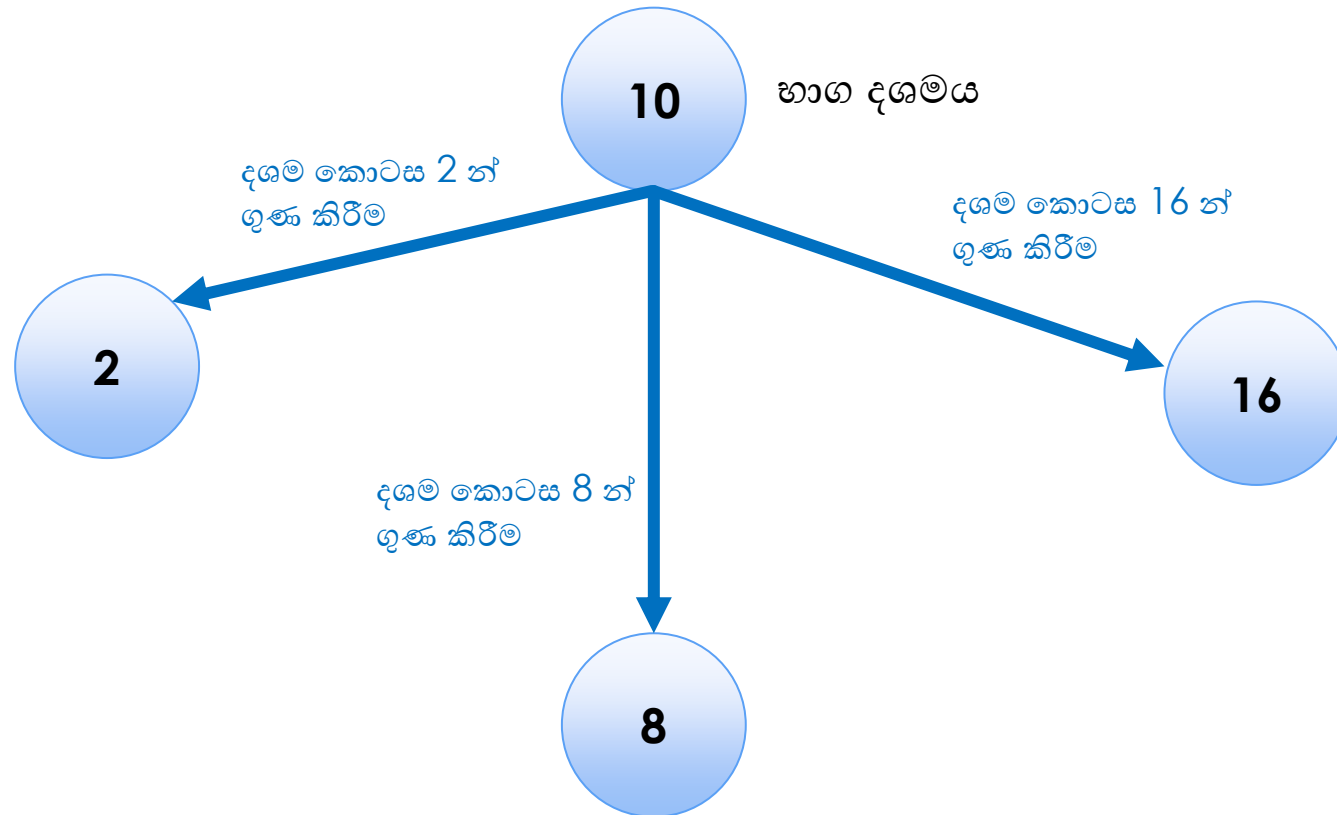 10
භාග දශමය
දශම කොටස 2 න්
ගුණ කිරීම
දශම කොටස 16 න්
ගුණ කිරීම
2
16
දශම කොටස 8 න්
ගුණ කිරීම
8